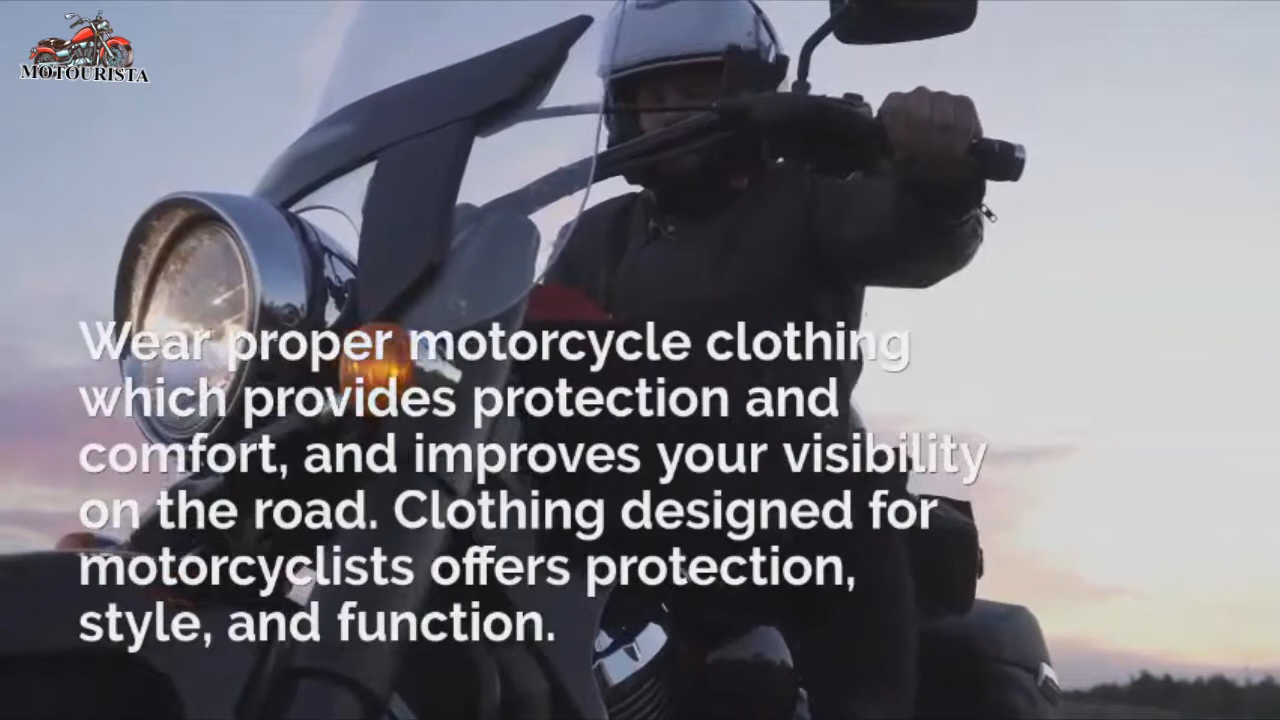 MOTOURISTA
Wear proper motorcycle clothing
which provides protection and
comfort, and improves your visibility
on the road. Clothing designed for
motorcyclists offers protection,
style, and function.